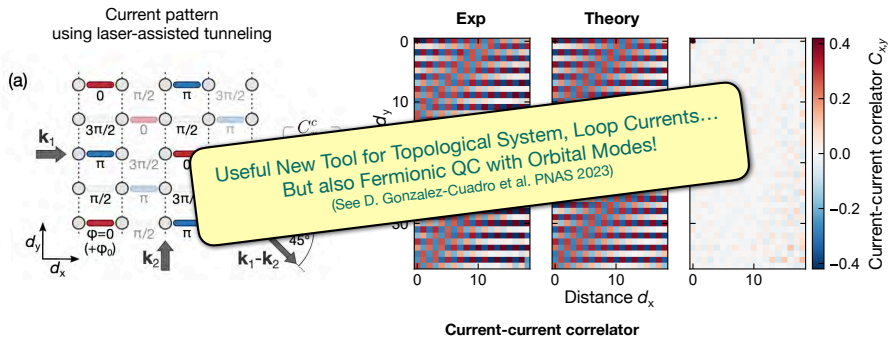 Current pattern
using laser-assisted tunneling
(a)
0
π/2
π
3π/2
3π/2
0
π/2
π
k₁
π
3π/2
0
π/2
π
3π/2
φ=0
(+φ₀)
π/2
π
dy
dx
k₂
k₁-k₂
45°
Exp
Theory
0
10
30
dy
0
10
0
10
Distance dx
0
10
0.4
0.2
0.0
−0.2
−0.4
Current-current correlator Cx,y
Useful New Tool for Topological System, Loop Currents…
But also Fermionic QC with Orbital Modes!
(See D. Gonzalez-Cuadro et al. PNAS 2023)
Current-current correlator